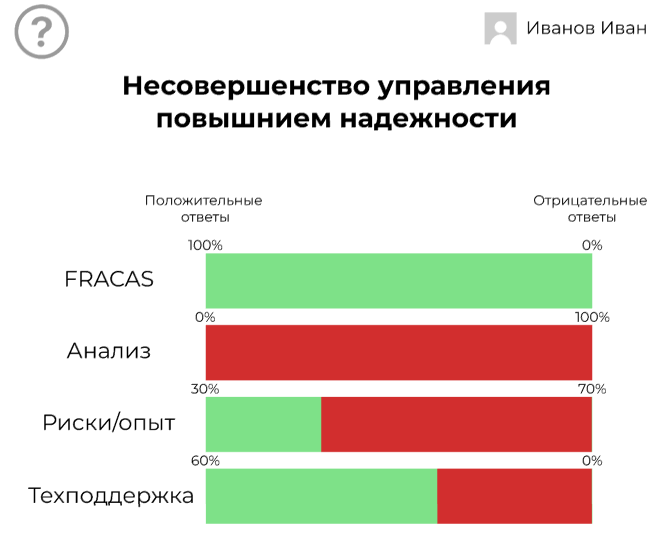 ?
Иванов Иван
Несовершенство управления
повышнием надежности
Положительные
ответы
Отрицательные
ответы
100% 0%
FRACAS
0% 100%
Анализ
30% 70%
Риски/опыт
60% 0%
Техподдержка